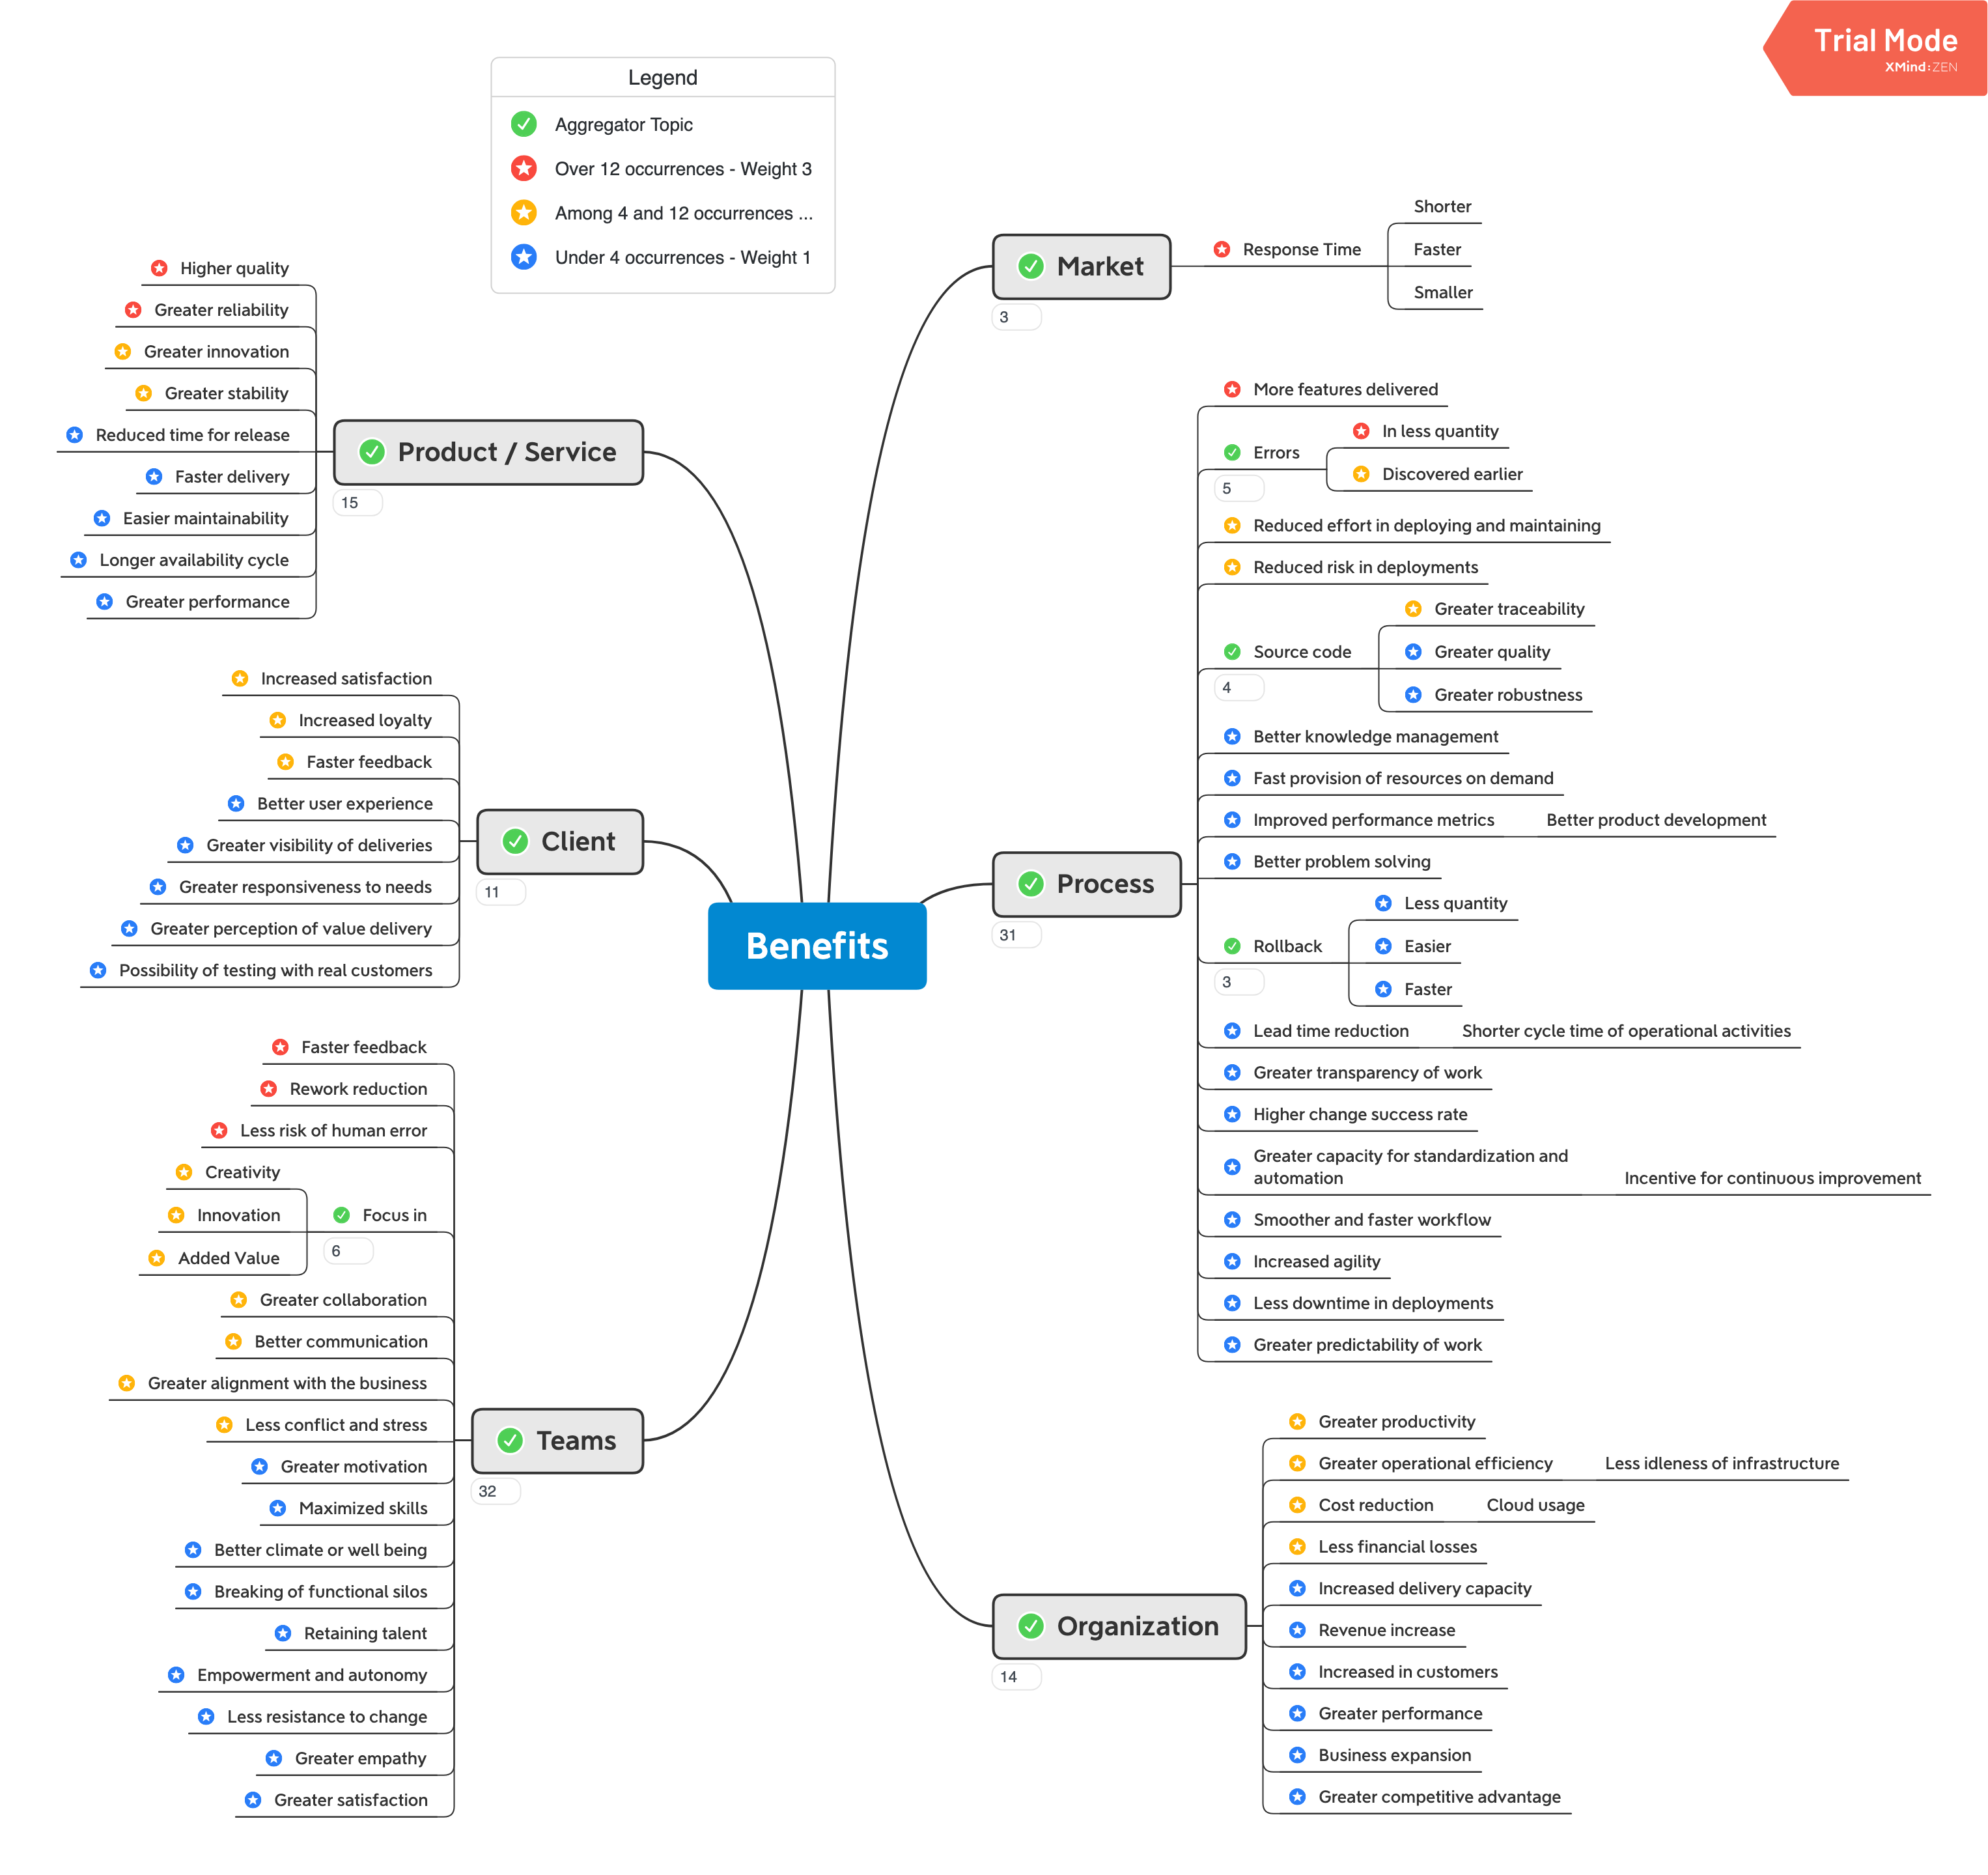 Trial Mode
XMind:ZEN
Legend
Aggregator Topic
Over 12 occurrences - Weight 3
Among 4 and 12 occurrences ...
Under 4 occurrences - Weight 1
Benefits
Product / Service
15
Higher quality
Greater reliability
Greater innovation
Greater stability
Reduced time for release
Faster delivery
Easier maintainability
Longer availability cycle
Greater performance
Client
11
Increased satisfaction
Increased loyalty
Faster feedback
Better user experience
Greater visibility of deliveries
Greater responsiveness to needs
Greater perception of value delivery
Possibility of testing with real customers
Teams
32
Faster feedback
Rework reduction
Less risk of human error
Focus in
6
Creativity
Innovation
Added Value
Greater collaboration
Better communication
Greater alignment with the business
Less conflict and stress
Greater motivation
Maximized skills
Better climate or well being
Breaking of functional silos
Retaining talent
Empowerment and autonomy
Less resistance to change
Greater empathy
Greater satisfaction
Market
3
Response Time
Shorter
Faster
Smaller
Process
31
More features delivered
Errors
5
In less quantity
Discovered earlier
Reduced effort in deploying and maintaining
Reduced risk in deployments
Source code
4
Greater traceability
Greater quality
Greater robustness
Better knowledge management
Fast provision of resources on demand
Improved performance metrics
Better product development
Better problem solving
Rollback
3
Less quantity
Easier
Faster
Lead time reduction
Shorter cycle time of operational activities
Greater transparency of work
Higher change success rate
Greater capacity for standardization and
automation
Incentive for continuous improvement
Smoother and faster workflow
Increased agility
Less downtime in deployments
Greater predictability of work
Organization
14
Greater productivity
Greater operational efficiency
Less idleness of infrastructure
Cost reduction
Cloud usage
Less financial losses
Increased delivery capacity
Revenue increase
Increased in customers
Greater performance
Business expansion
Greater competitive advantage